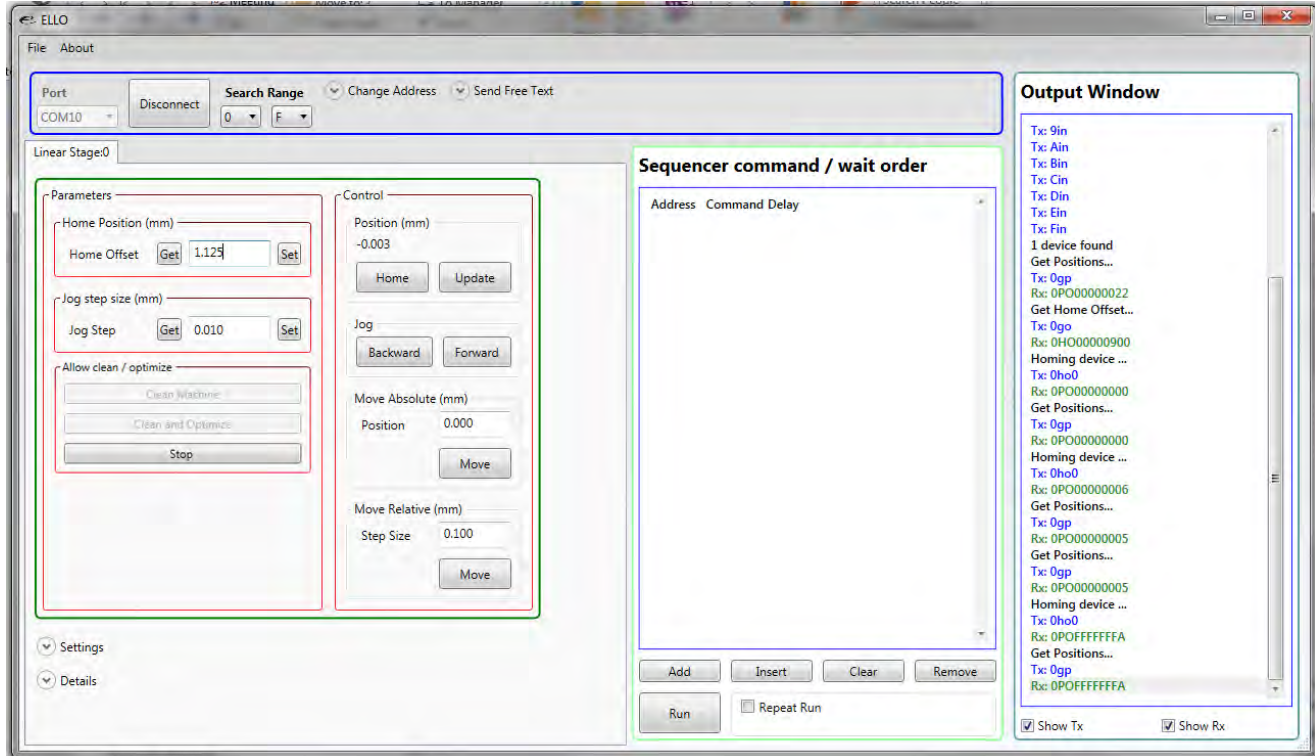 ELLO
File About
Port
COM10
Disconnect
Search Range
0 F
Change Address
Send Free Text
Linear Stage:0
Parameters
Home Position (mm)
Home Offset Get 1.125 Set
Jog step size (mm)
Jog Step Get 0.010 Set
Allow clean / optimize
Clean Machine
Clean and Optimize
Stop
Control
Position (mm)
-0.003
Home Update
Jog
Backward Forward
Move Absolute (mm)
Position 0.000
Move
Move Relative (mm)
Step Size 0.100
Move
Settings
Details
Sequencer command / wait order
Address Command Delay
Add Insert Clear Remove
Run
Repeat Run
Output Window
Tx: 9in
Tx: Ain
Tx: Bin
Tx: Cin
Tx: Din
Tx: Ein
Tx: Fin
1 device found
Get Positions...
Tx: 0gp
Rx: 0PO00000022
Get Home Offset...
Tx: 0go
Rx: 0HO00000900
Homing device ...
Tx: 0ho0
Rx: 0PO00000000
Get Positions...
Tx: 0gp
Rx: 0PO00000000
Homing device ...
Tx: 0ho0
Rx: 0PO00000006
Get Positions...
Tx: 0gp
Rx: 0PO00000005
Get Positions...
Tx: 0gp
Rx: 0PO00000005
Homing device ...
Tx: 0ho0
Rx: 0POFFFFFFFA
Get Positions...
Tx: 0gp
Rx: 0POFFFFFFFA
Show Tx Show Rx